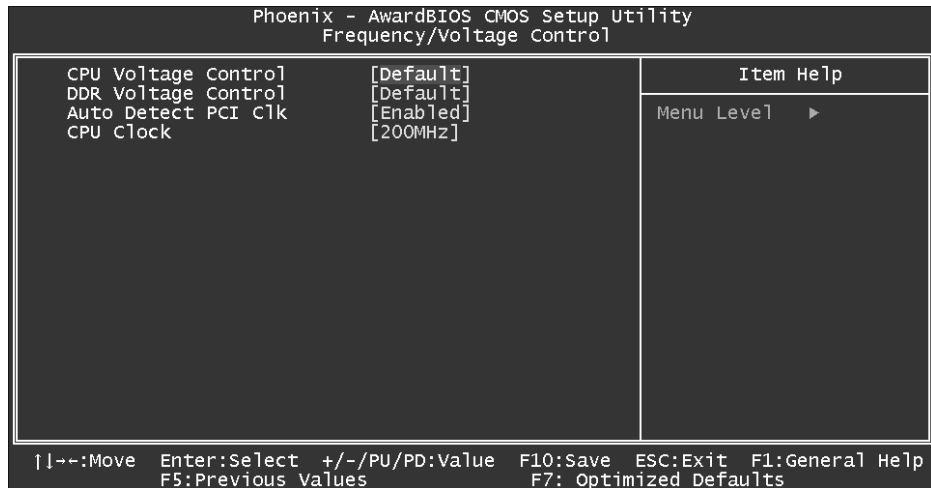 Phoenix - AwardBIOS CMOS Setup Utility
Frequency/Voltage Control
CPU Voltage Control [Default]
DDR Voltage Control [Default]
Auto Detect PCI Clk [Enabled]
CPU Clock [200MHz]
Item Help
Menu Level ▶
↑↓→←:Move Enter:Select +/-/PU/PD:Value F10:Save ESC:Exit F1:General Help
F5:Previous Values F7: Optimized Defaults